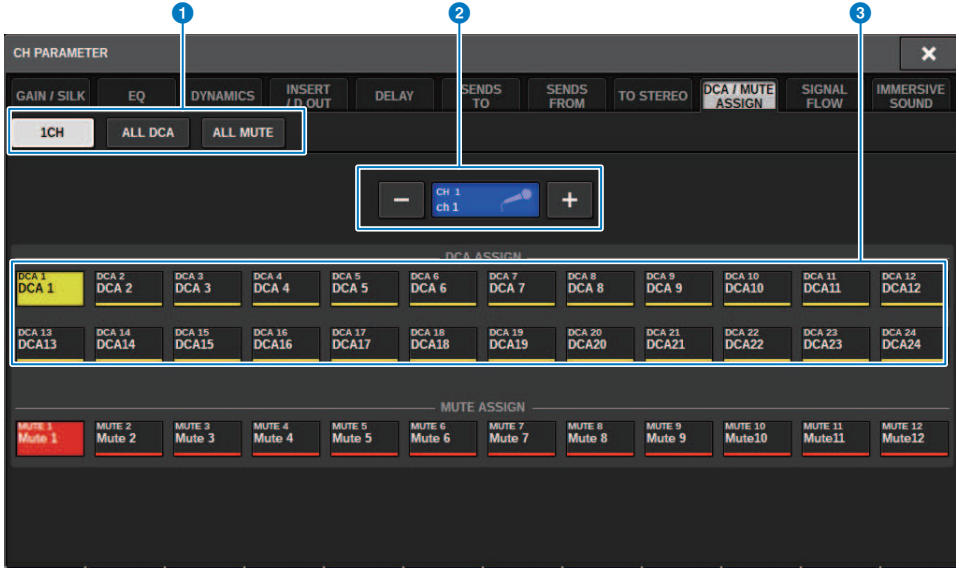 1 2 3
CH PARAMETER
GAIN / SILK EQ DYNAMICS INSERT / D.OUT DELAY SENDS TO SENDS FROM TO STEREO DCA / MUTE ASSIGN SIGNAL FLOW IMMERSIVE SOUND
1CH ALL DCA ALL MUTE
− CH 1 +
ch 1
DCA ASSIGN
DCA 1 DCA 2 DCA 3 DCA 4 DCA 5 DCA 6 DCA 7 DCA 8 DCA 9 DCA 10 DCA 11 DCA 12
DCA 1 DCA 2 DCA 3 DCA 4 DCA 5 DCA 6 DCA 7 DCA 8 DCA 9 DCA10 DCA11 DCA12
DCA 13 DCA 14 DCA 15 DCA 16 DCA 17 DCA 18 DCA 19 DCA 20 DCA 21 DCA 22 DCA 23 DCA 24
DCA13 DCA14 DCA15 DCA16 DCA17 DCA18 DCA19 DCA20 DCA21 DCA22 DCA23 DCA24
MUTE ASSIGN
MUTE 1 MUTE 2 MUTE 3 MUTE 4 MUTE 5 MUTE 6 MUTE 7 MUTE 8 MUTE 9 MUTE 10 MUTE 11 MUTE 12
Mute 1 Mute 2 Mute 3 Mute 4 Mute 5 Mute 6 Mute 7 Mute 8 Mute 9 Mute10 Mute11 Mute12